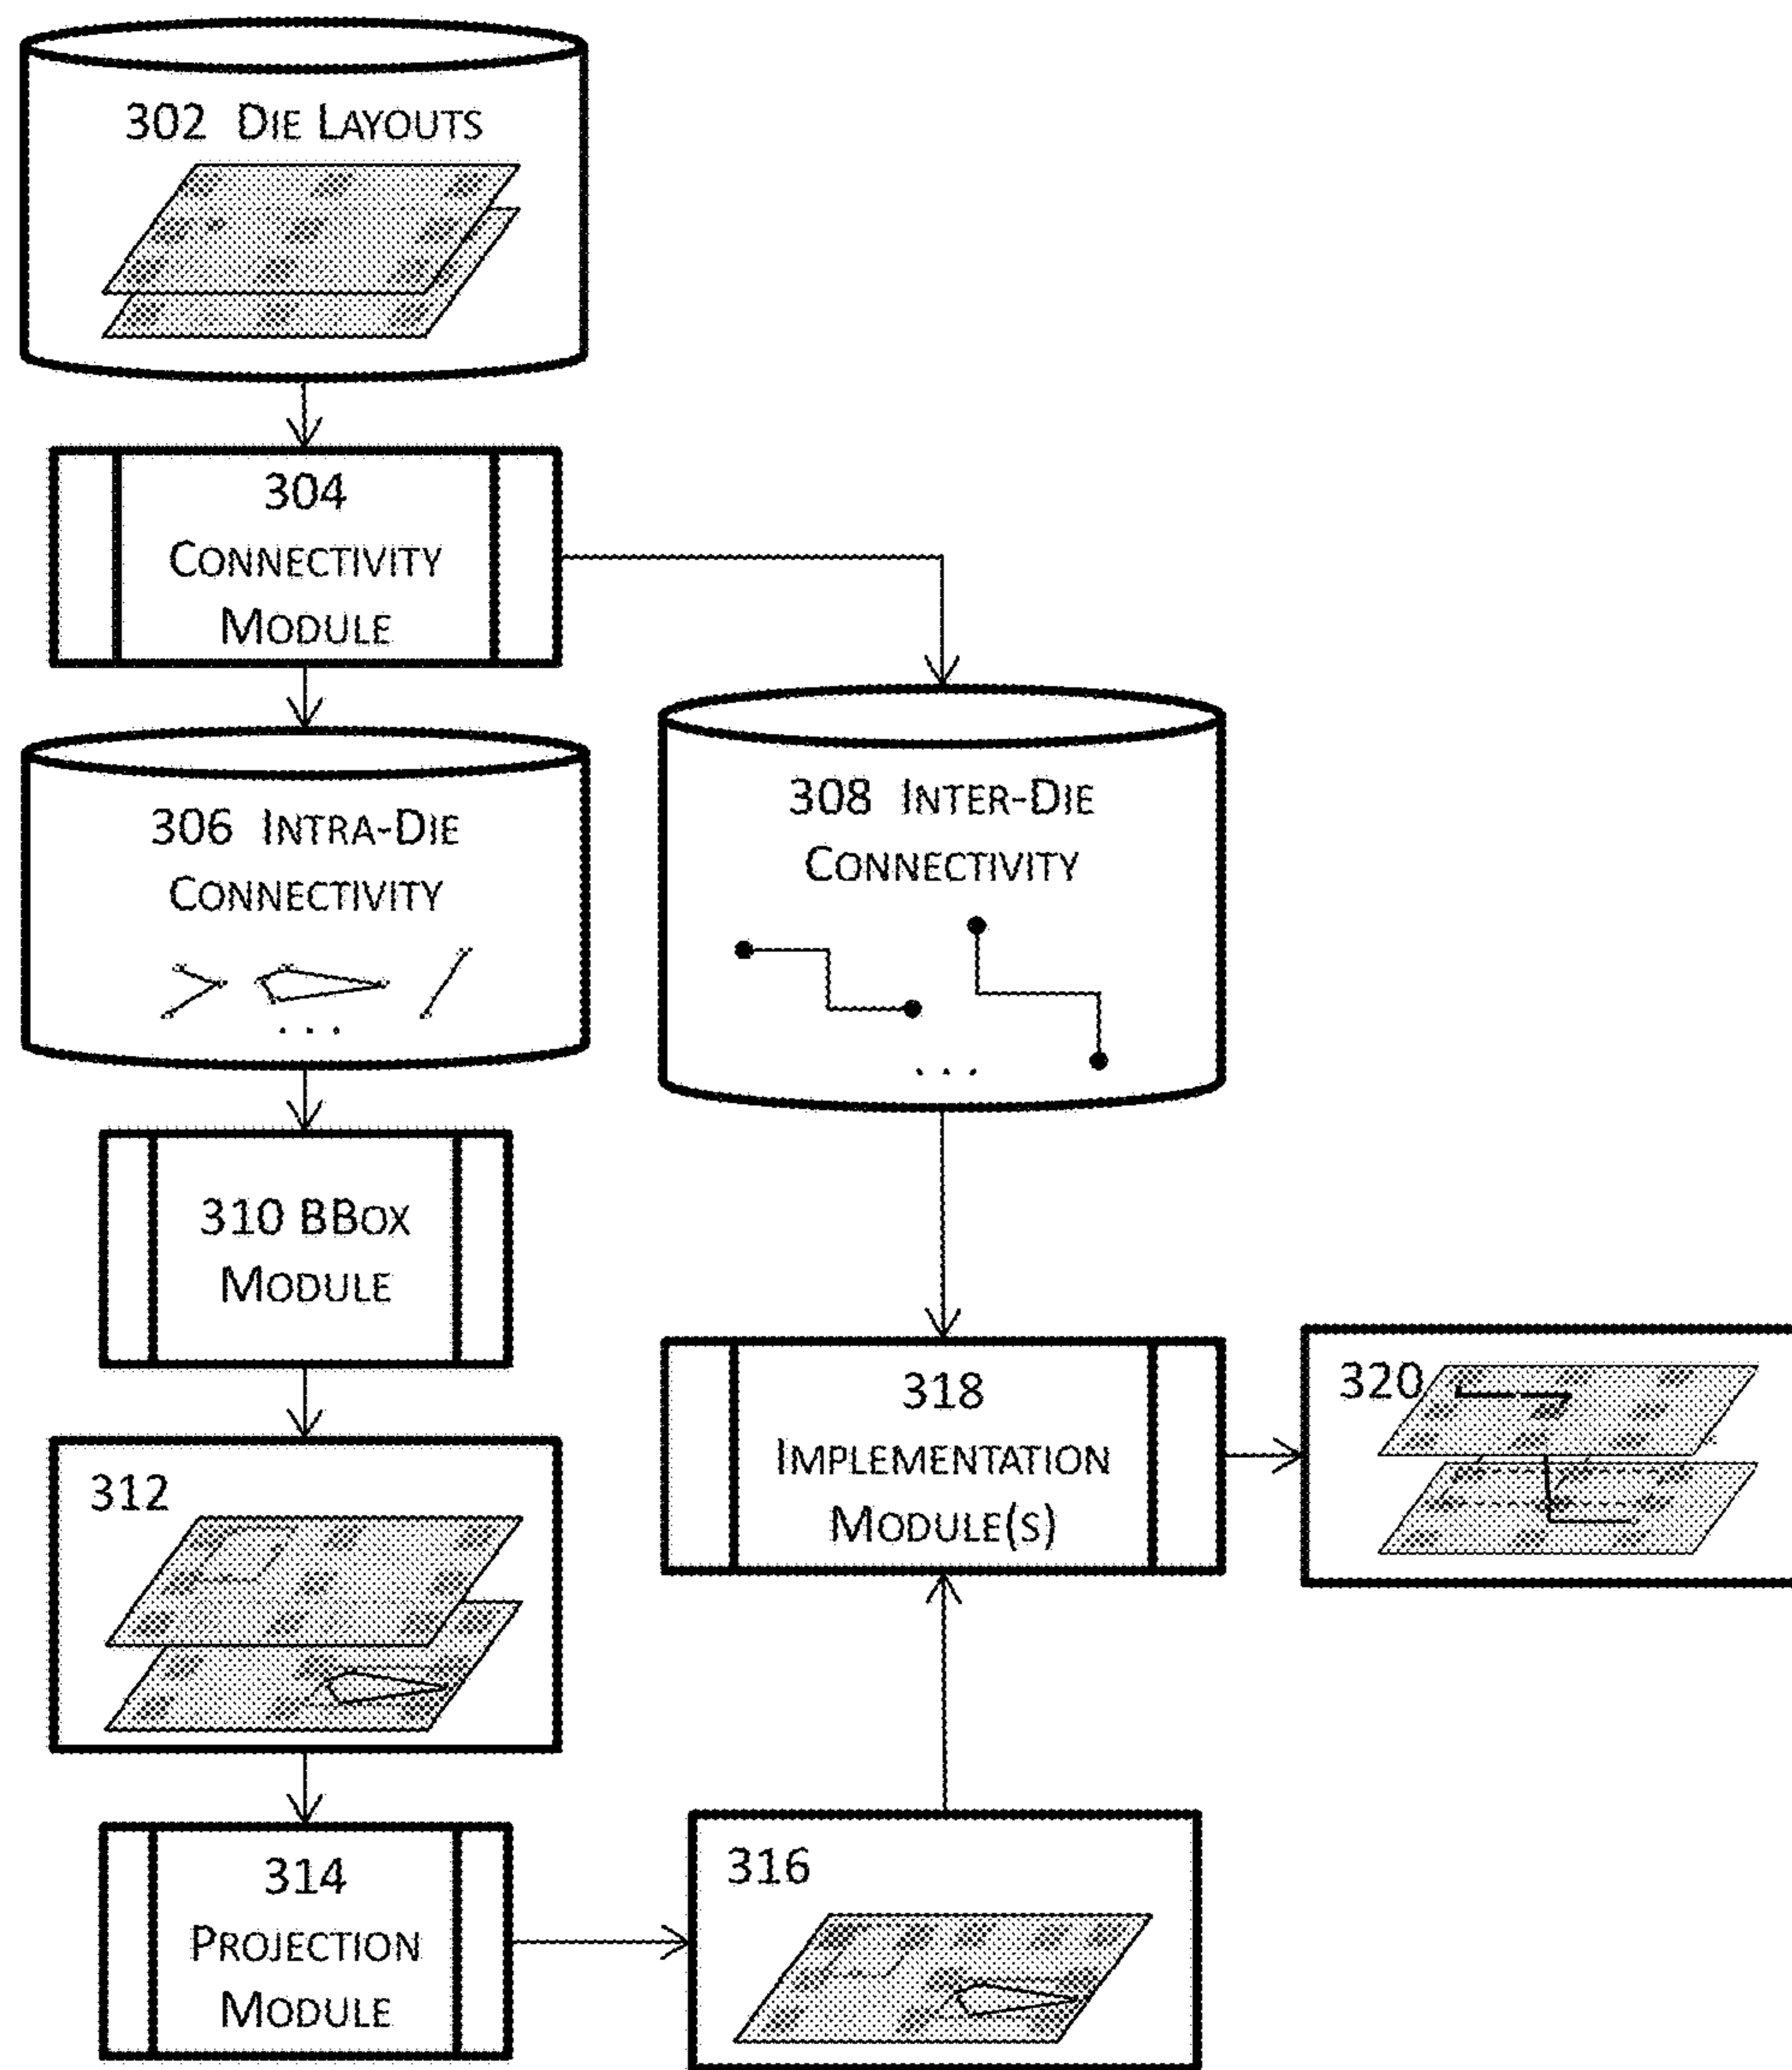 302 DIE LAYOUTS
304
CONNECTIVITY
MODULE
306 INTRA-DIE
CONNECTIVITY
. . .
308 INTER-DIE
CONNECTIVITY
. . .
310 BBOX
MODULE
312
314
PROJECTION
MODULE
316
318
IMPLEMENTATION
MODULE(S)
320